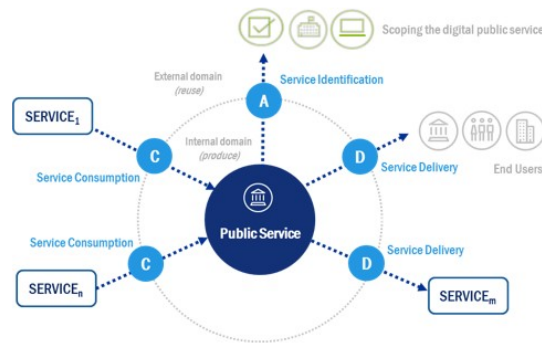 Scoping the digital public service
External domain
(reuse)
Service Identification
A
SERVICE1
Internal domain
(produce)
C
D
Service Consumption
Service Delivery
End Users
Public Service
Service Consumption
Service Delivery
C
D
SERVICEn
SERVICEm